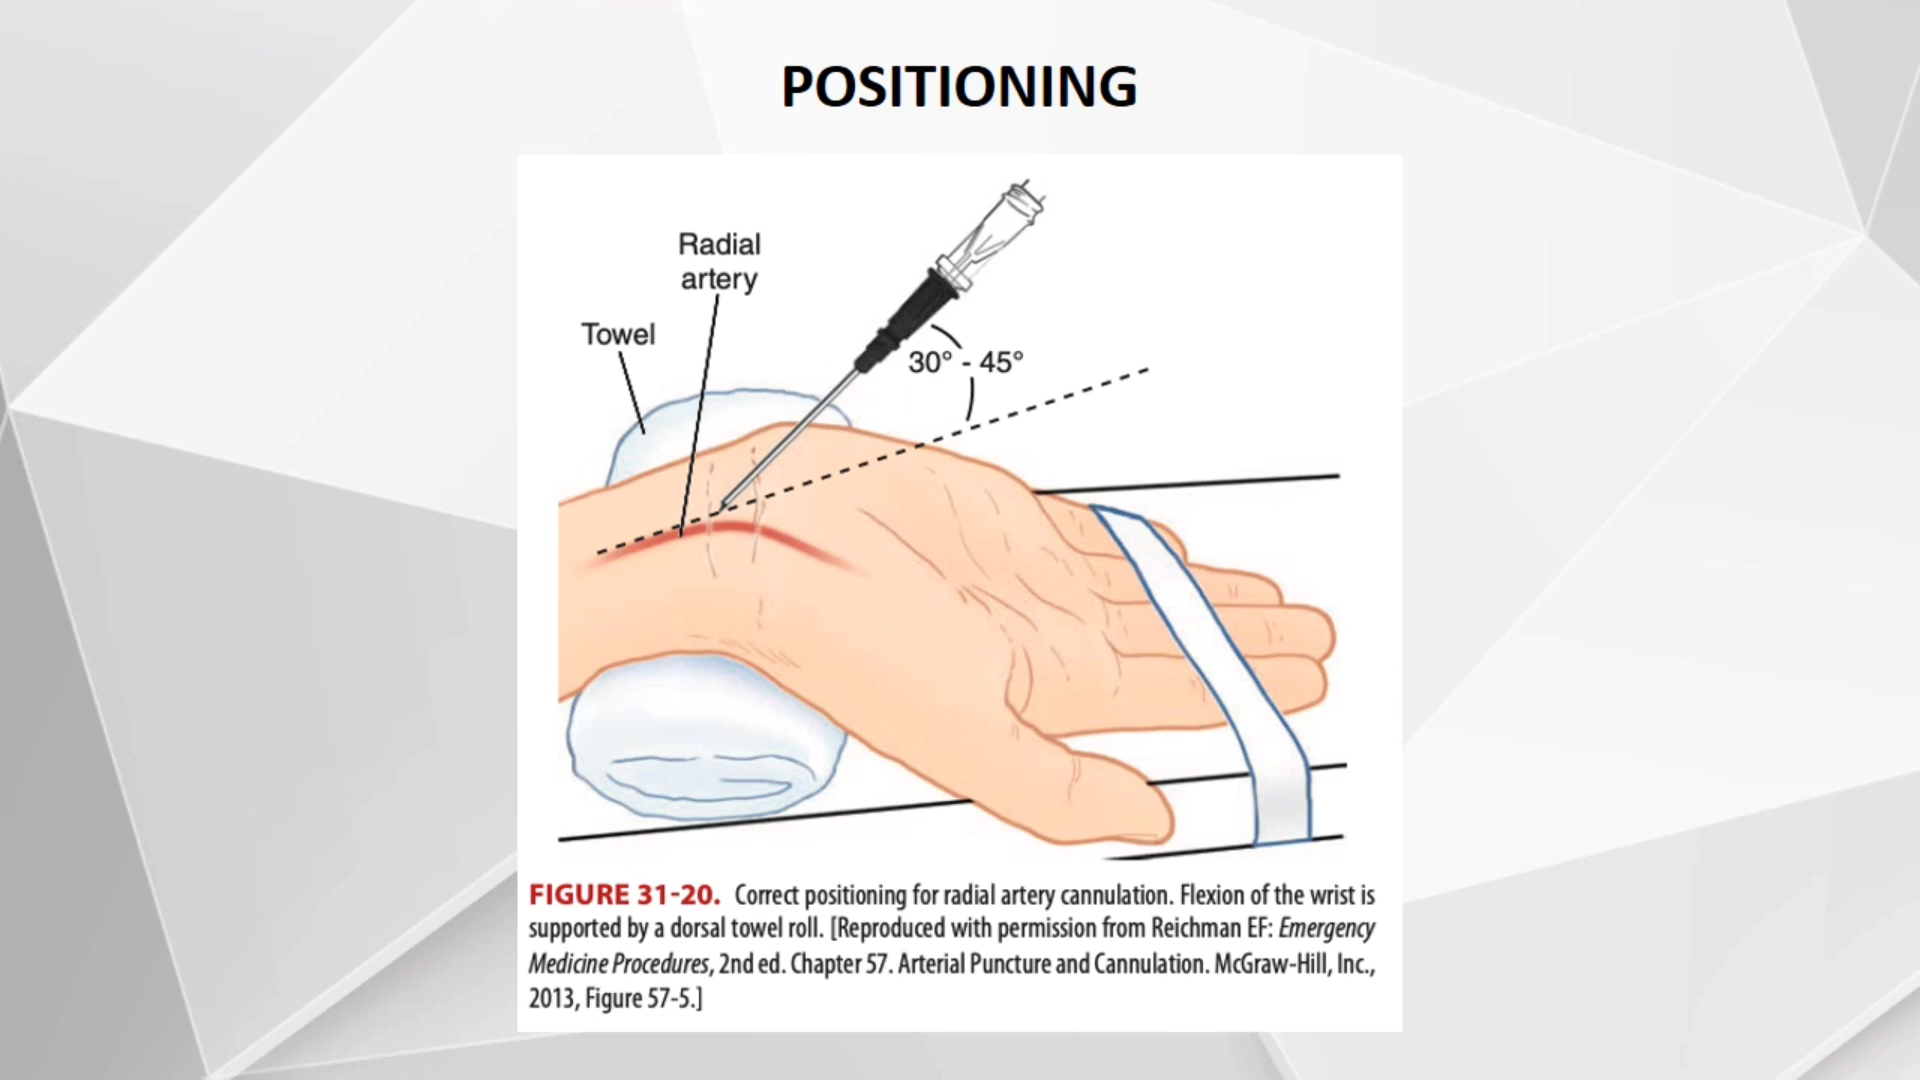 POSITIONING
Radial
artery
Towel
30° - 45°
FIGURE 31-20. Correct positioning for radial artery cannulation. Flexion of the wrist is
supported by a dorsal towel roll. [Reproduced with permission from Reichman EF: Emergency
Medicine Procedures, 2nd ed. Chapter 57. Arterial Puncture and Cannulation. McGraw-Hill, Inc.,
2013, Figure 57-5.]